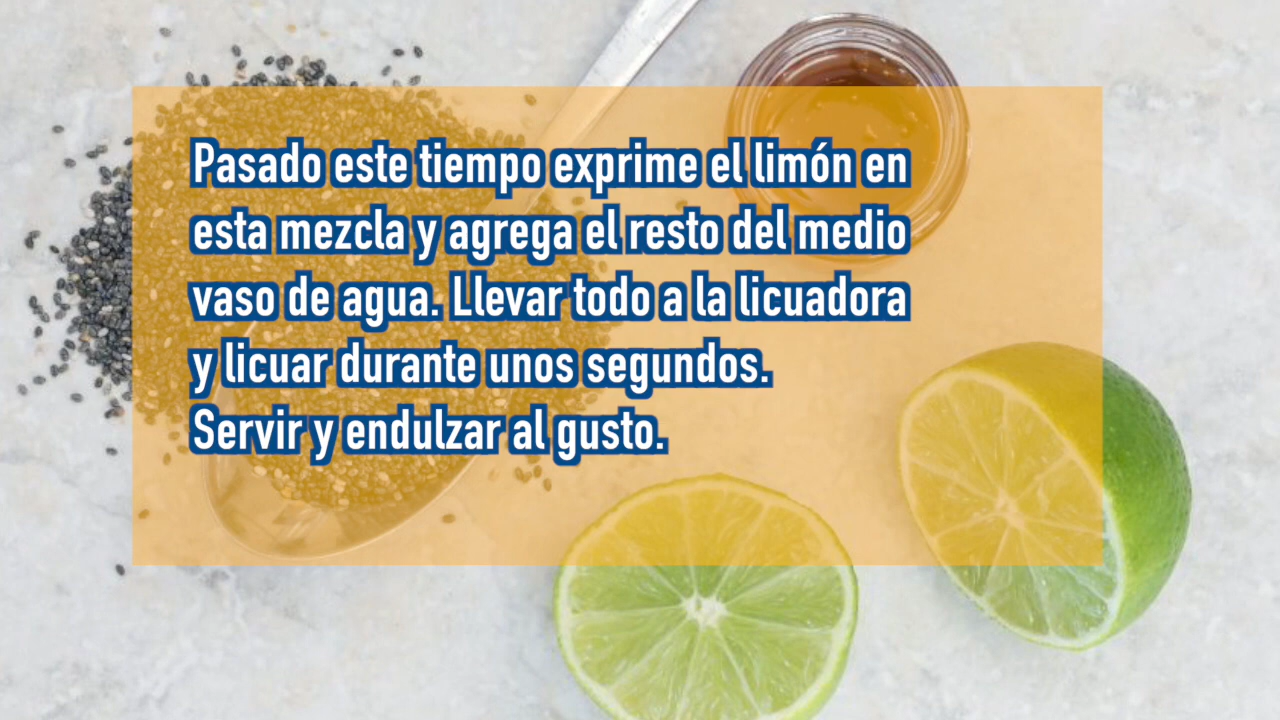 Pasado este tiempo exprime el limón en
esta mezcla y agrega el resto del medio
vaso de agua. Llevar todo a la licuadora
y licuar durante unos segundos.
Servir y endulzar al gusto.